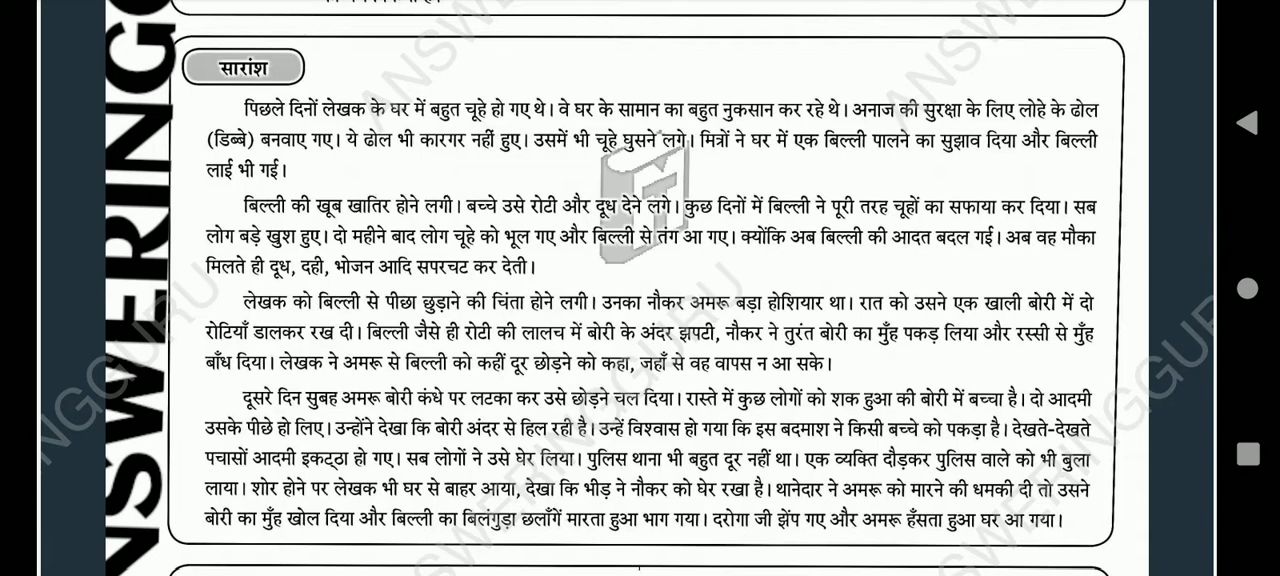 ANSWERINGGURU
सारांश
पिछले दिनों लेखक के घर में बहुत चूहे हो गए थे। वे घर के सामान का बहुत नुकसान कर रहे थे। अनाज की सुरक्षा के लिए लोहे के ढोल
(डिब्बे) बनवाए गए। ये ढोल भी कारगर नहीं हुए। उसमें भी चूहे घुसने लगे। मित्रों ने घर में एक बिल्ली पालने का सुझाव दिया और बिल्ली
लाई भी गई।
बिल्ली की खूब खातिर होने लगी। बच्चे उसे रोटी और दूध देने लगे। कुछ दिनों में बिल्ली ने पूरी तरह चूहों का सफाया कर दिया। सब
लोग बड़े खुश हुए। दो महीने बाद लोग चूहे को भूल गए और बिल्ली से तंग आ गए। क्योंकि अब बिल्ली की आदत बदल गई। अब वह मौका
मिलते ही दूध, दही, भोजन आदि सपरचट कर देती।
लेखक को बिल्ली से पीछा छुड़ाने की चिंता होने लगी। उनका नौकर अमरू बड़ा होशियार था। रात को उसने एक खाली बोरी में दो
रोटियाँ डालकर रख दी। बिल्ली जैसे ही रोटी की लालच में बोरी के अंदर झपटी, नौकर ने तुरंत बोरी का मुँह पकड़ लिया और रस्सी से मुँह
बाँध दिया। लेखक ने अमरू से बिल्ली को कहीं दूर छोड़ने को कहा, जहाँ से वह वापस न आ सके।
दूसरे दिन सुबह अमरू बोरी कंधे पर लटका कर उसे छोड़ने चल दिया। रास्ते में कुछ लोगों को शक हुआ की बोरी में बच्चा है। दो आदमी
उसके पीछे हो लिए। उन्होंने देखा कि बोरी अंदर से हिल रही है। उन्हें विश्वास हो गया कि इस बदमाश ने किसी बच्चे को पकड़ा है। देखते-देखते
पचासों आदमी इकट्ठा हो गए। सब लोगों ने उसे घेर लिया। पुलिस थाना भी बहुत दूर नहीं था। एक व्यक्ति दौड़कर पुलिस वाले को भी बुला
लाया। शोर होने पर लेखक भी घर से बाहर आया, देखा कि भीड़ ने नौकर को घेर रखा है। थानेदार ने अमरू को मारने की धमकी दी तो उसने
बोरी का मुँह खोल दिया और बिल्ली का बिलंगुड़ा छलाँगें मारता हुआ भाग गया। दरोगा जी झेंप गए और अमरू हँसता हुआ घर आ गया।